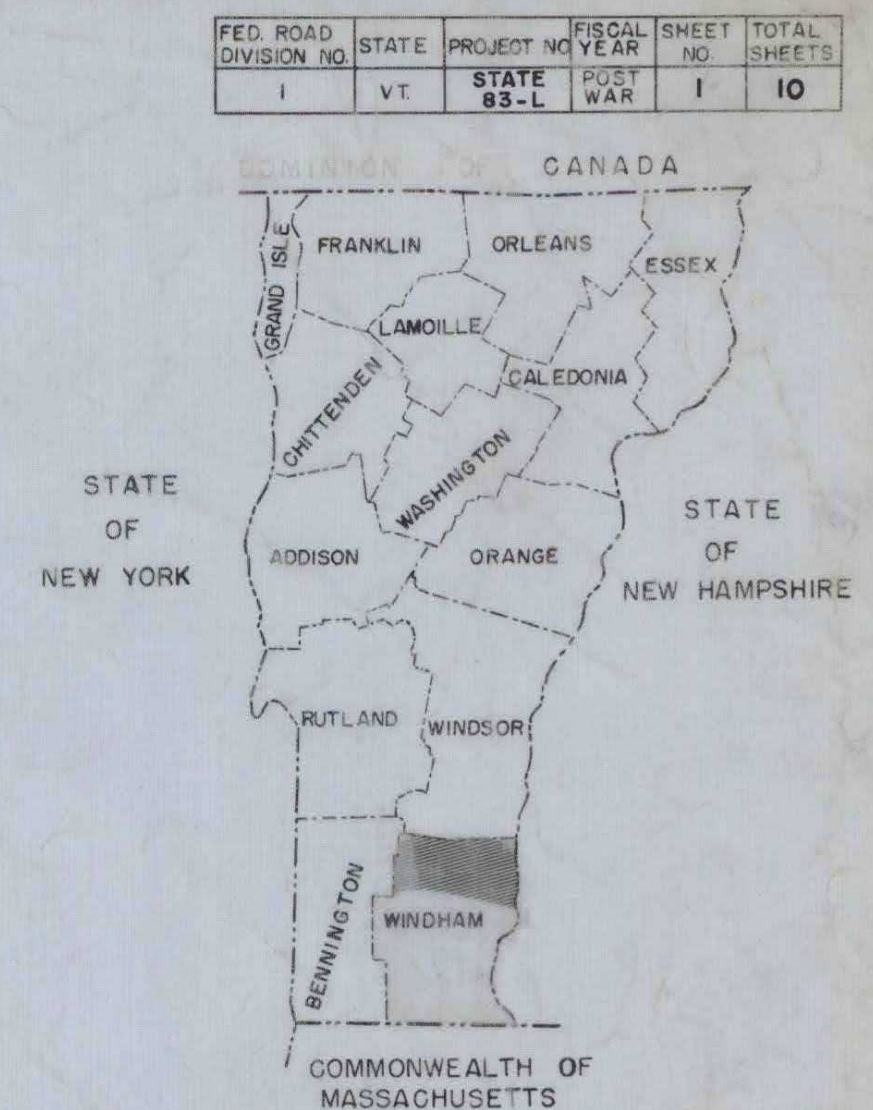 FED. ROAD DIVISION NO. STATE PROJECT NO FISCAL YEAR SHEET NO. TOTAL SHEETS
1 VT. STATE 83-L POST WAR 1 10
DOMINION OF CANADA
GRAND ISLE
FRANKLIN
ORLEANS
ESSEX
LAMOILLE
CALEDONIA
CHITTENDEN
WASHINGTON
STATE
OF
NEW YORK
ADDISON
ORANGE
STATE
OF
NEW HAMPSHIRE
RUTLAND
WINDSOR
BENNINGTON
WINDHAM
COMMONWEALTH OF
MASSACHUSETTS